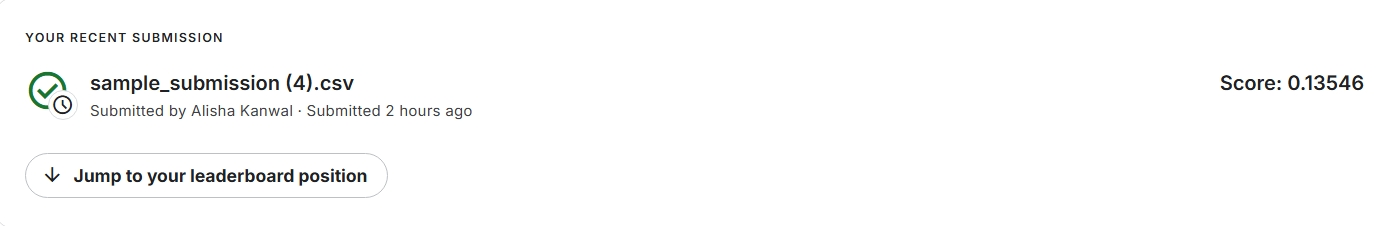 YOUR RECENT SUBMISSION
sample_submission (4).csv
Score: 0.13546
Submitted by Alisha Kanwal · Submitted 2 hours ago
Jump to your leaderboard position